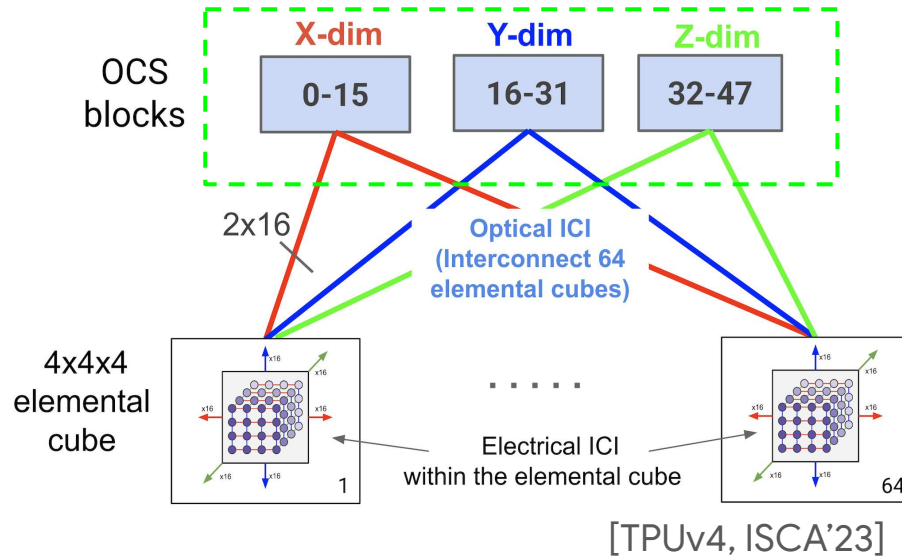 X-dim
Y-dim
Z-dim
OCS
blocks
0-15
16-31
32-47
2x16
Optical ICI
(Interconnect 64
elemental cubes)
4x4x4
elemental
cube
x16
x16
x16
x16
x16
x16
1
.....
Electrical ICI
within the elemental cube
x16
x16
x16
x16
x16
x16
64
[TPUv4, ISCA'23]